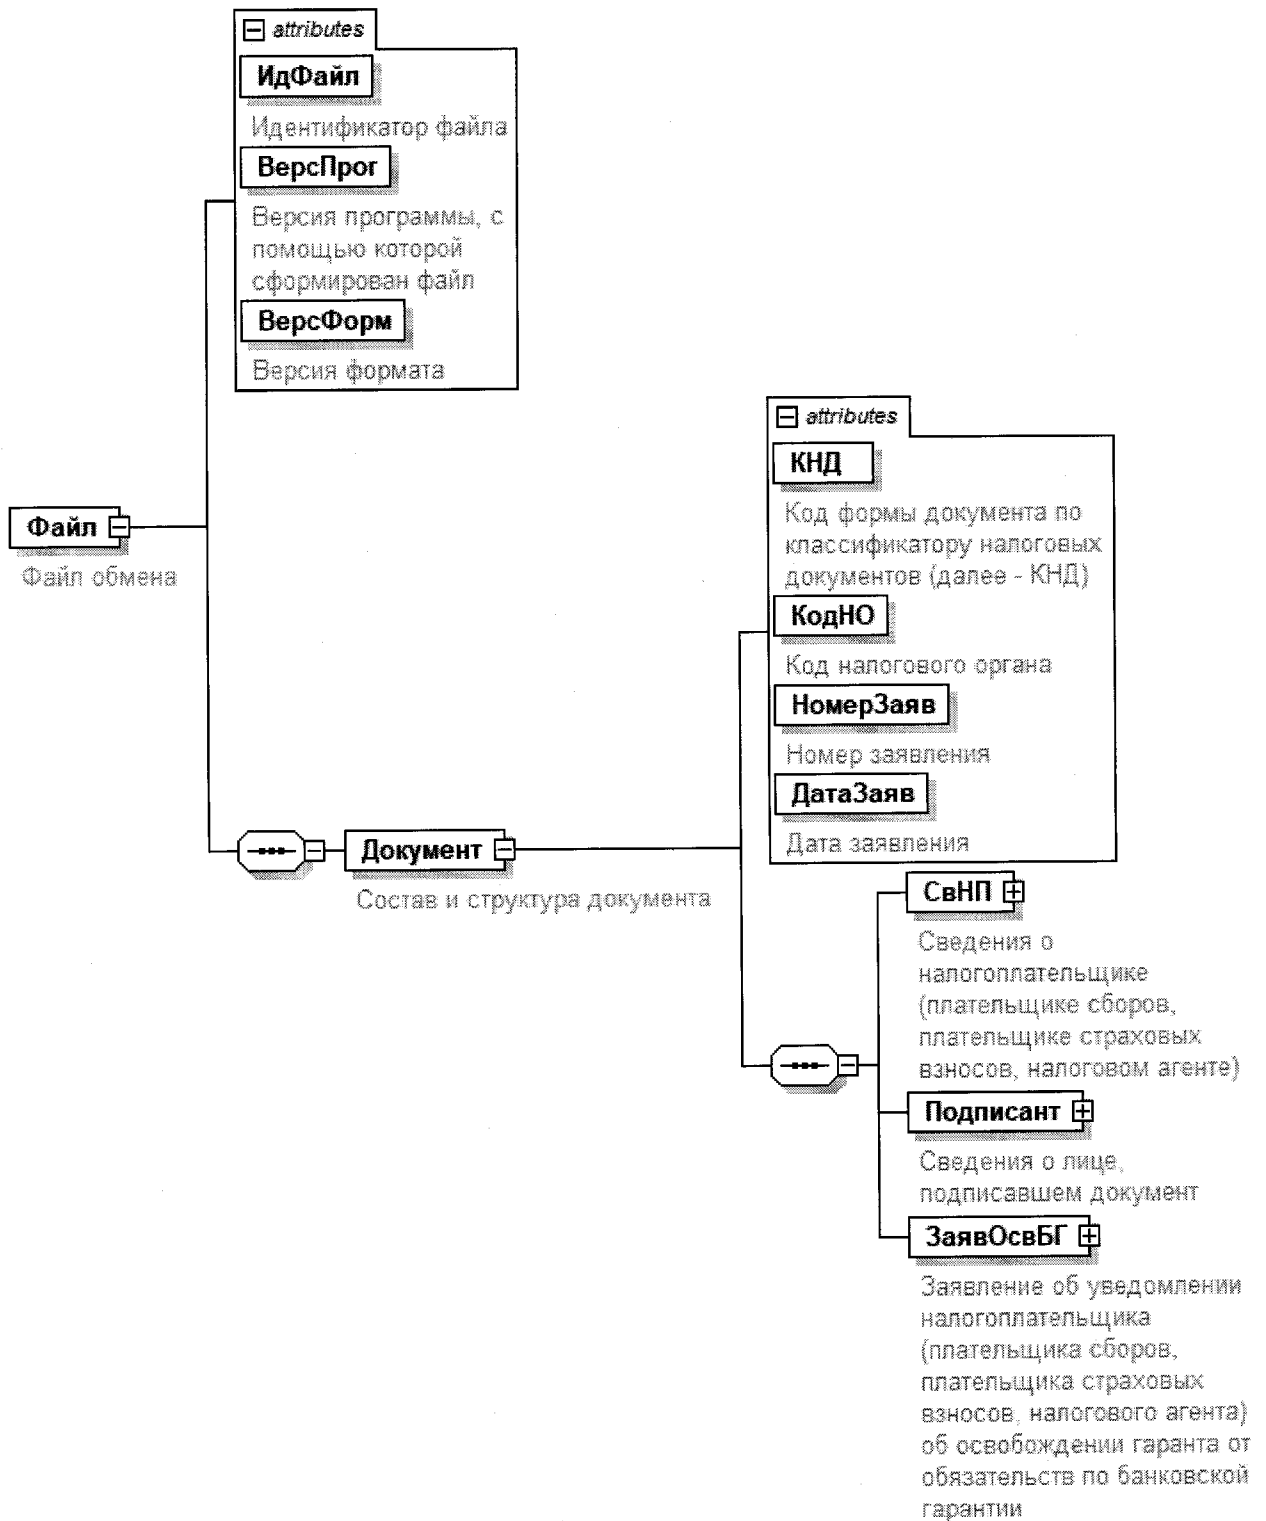 attributes
ИдФайл
Идентификатор файла
ВерсПрог
Версия программы, с
помощью которой
сформирован файл
ВерсФорм
Версия формата
Файл
Файл обмена
Документ
Состав и структура документа
attributes
КНД
Код формы документа по
классификатору налоговых
документов (далее - КНД)
КодНО
Код налогового органа
НомерЗаяв
Номер заявления
ДатаЗаяв
Дата заявления
СвНП
Сведения о
налогоплательщике
(плательщике сборов,
плательщике страховых
взносов, налоговом агенте)
Подписант
Сведения о лице,
подписавшем документ
ЗаявОсвБГ
Заявление об уведомлении
налогоплательщика
(плательщика сборов,
плательщика страховых
взносов, налогового агента)
об освобождении гаранта от
обязательств по банковской
гарантии